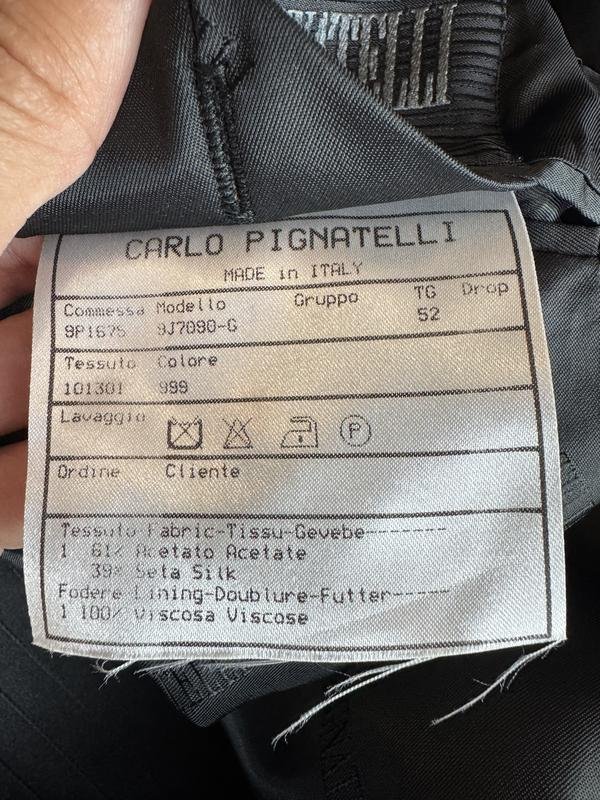 CARLO PIGNATELLI
MADE in ITALY
Commessa Modello Gruppo TG Drop
9P1675 9J7090-G 52
Tessuto Colore
101301 999
Lavaggio
P
Ordine Cliente
Tessuto Fabric-Tissu-Gevebe-------
1 61% Acetato Acetate
39% Seta Silk
Fodere Lining-Doublure-Futter-----
1 100% Viscosa Viscose